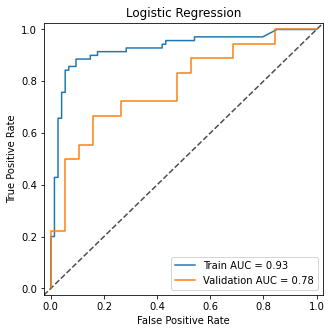 Logistic Regression
True Positive Rate
1.0
0.8
0.6
0.4
0.2
0.0
Train AUC = 0.93
Validation AUC = 0.78
0.0 0.2 0.4 0.6 0.8 1.0
False Positive Rate